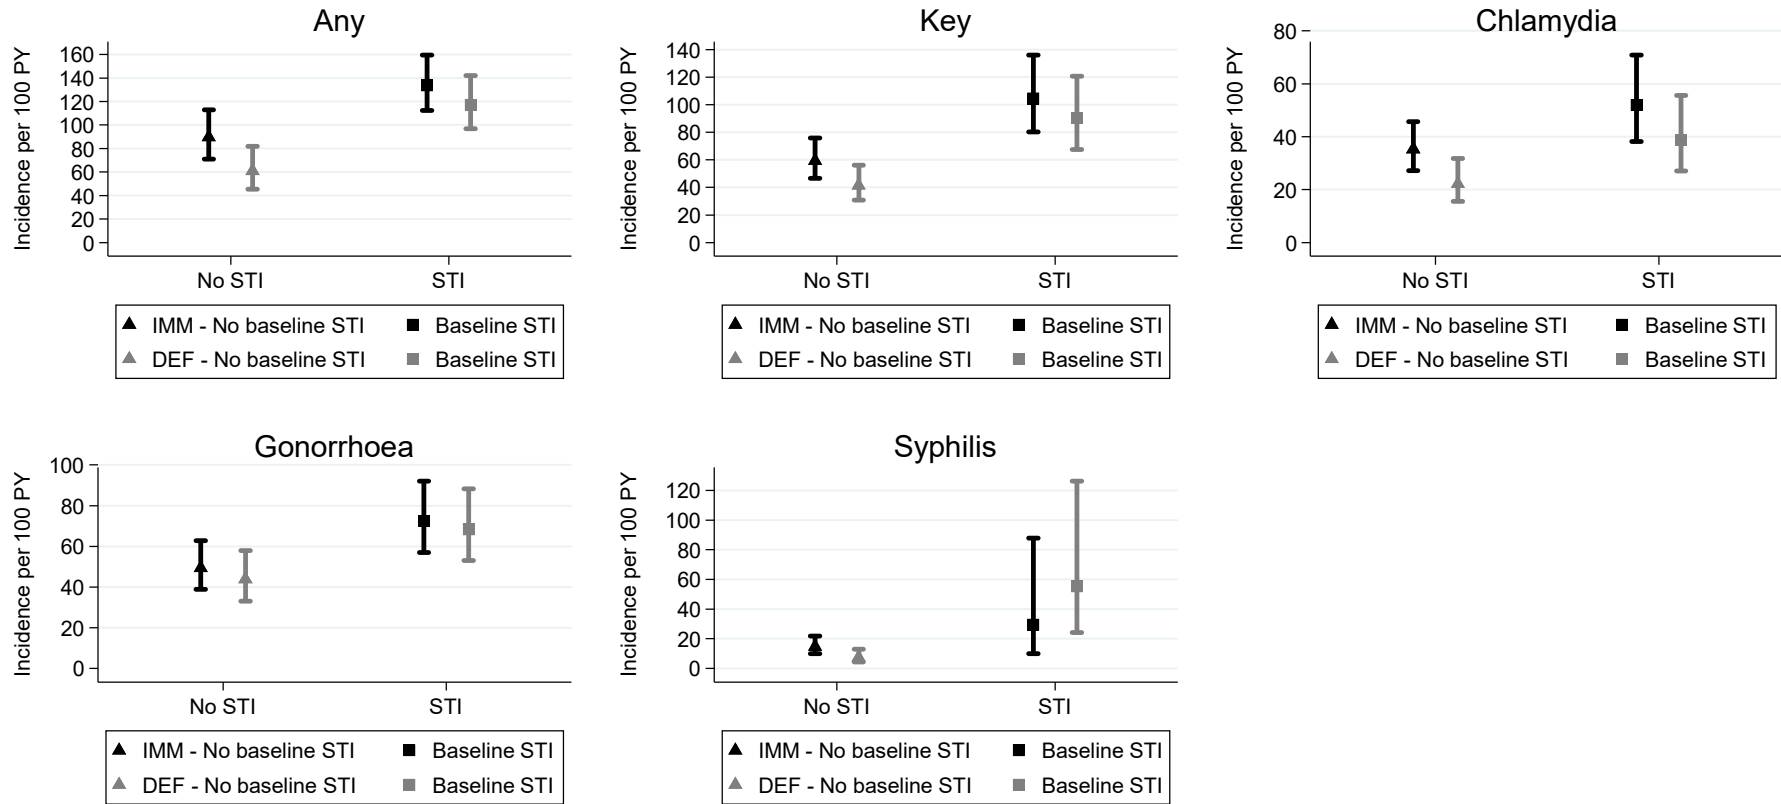 Any
Incidence per 100 PY
160
140
120
100
80
60
40
20
0
No STI STI
IMM - No baseline STI Baseline STI
DEF - No baseline STI Baseline STI
Key
Incidence per 100 PY
140
120
100
80
60
40
20
0
No STI STI
IMM - No baseline STI Baseline STI
DEF - No baseline STI Baseline STI
Chlamydia
Incidence per 100 PY
80
60
40
20
0
No STI STI
IMM - No baseline STI Baseline STI
DEF - No baseline STI Baseline STI
Gonorrhoea
Incidence per 100 PY
100
80
60
40
20
0
No STI STI
IMM - No baseline STI Baseline STI
DEF - No baseline STI Baseline STI
Syphilis
Incidence per 100 PY
120
100
80
60
40
20
0
No STI STI
IMM - No baseline STI Baseline STI
DEF - No baseline STI Baseline STI